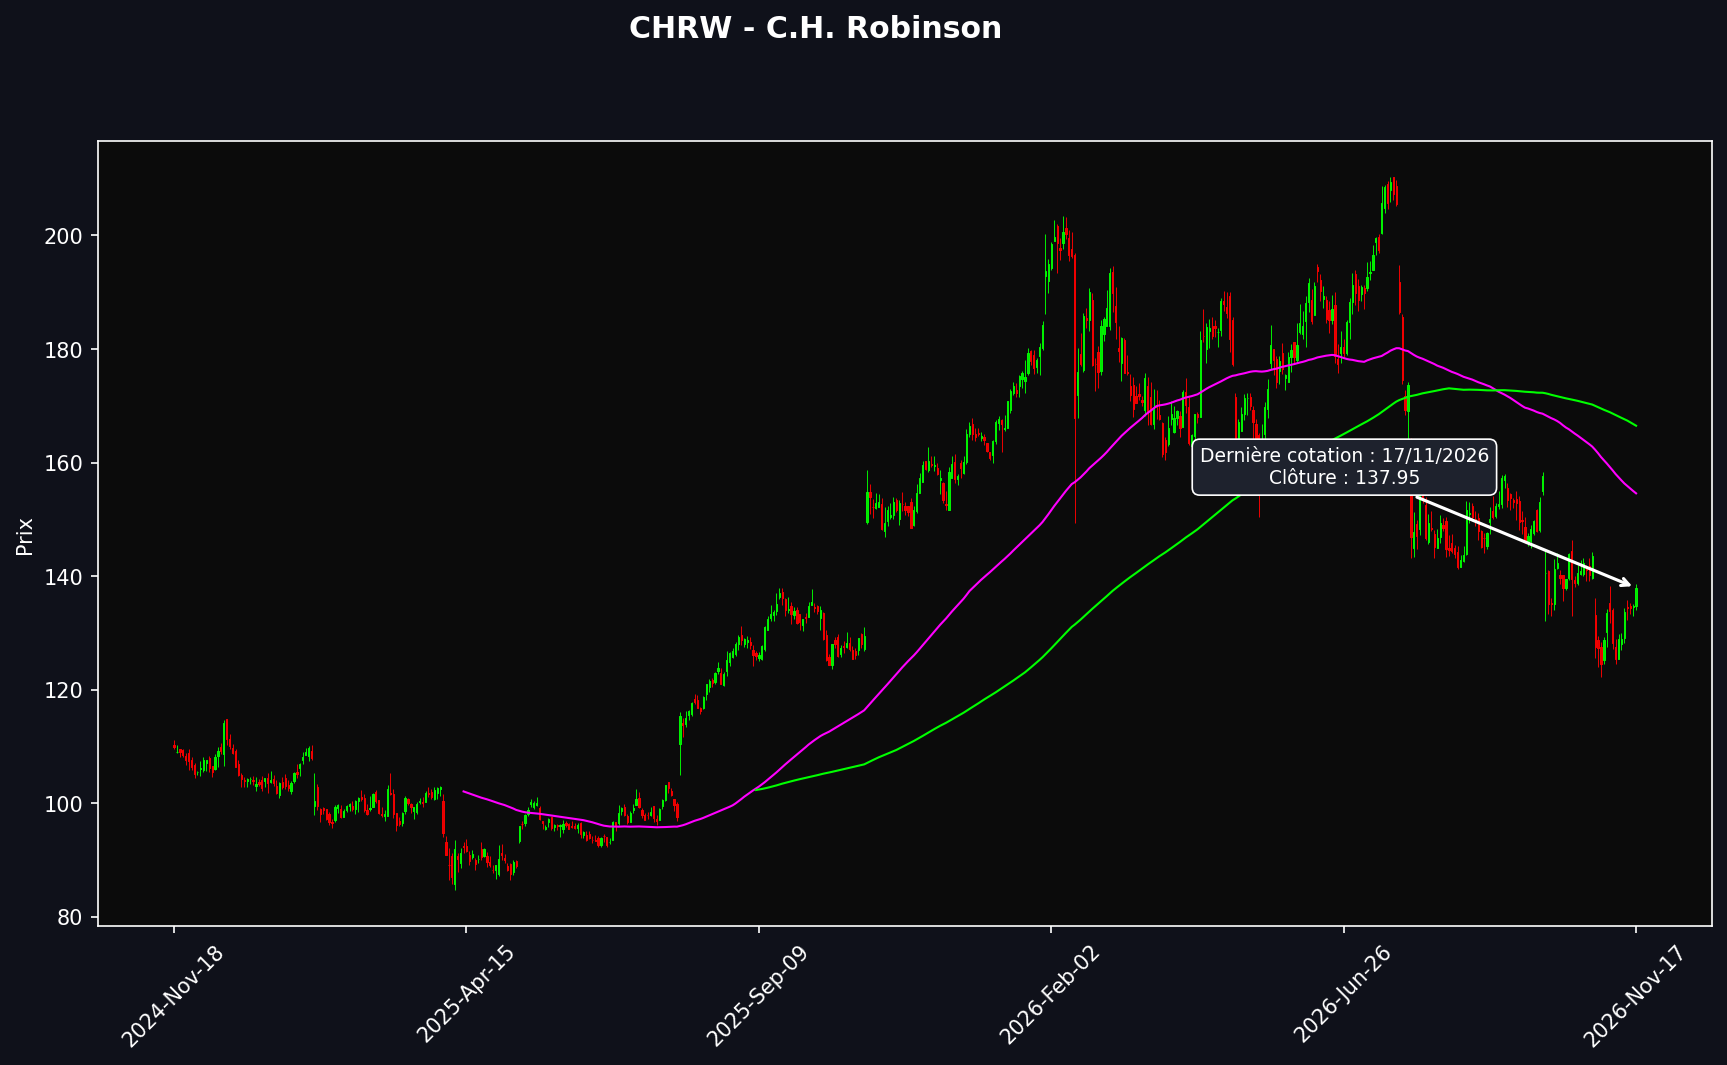 CHRW - C.H. Robinson
Prix
200
180
160
140
120
100
80
Dernière cotation : 17/11/2026
Clôture : 137.95
2024-Nov-18
2025-Apr-15
2025-Sep-09
2026-Feb-02
2026-Jun-26
2026-Nov-17